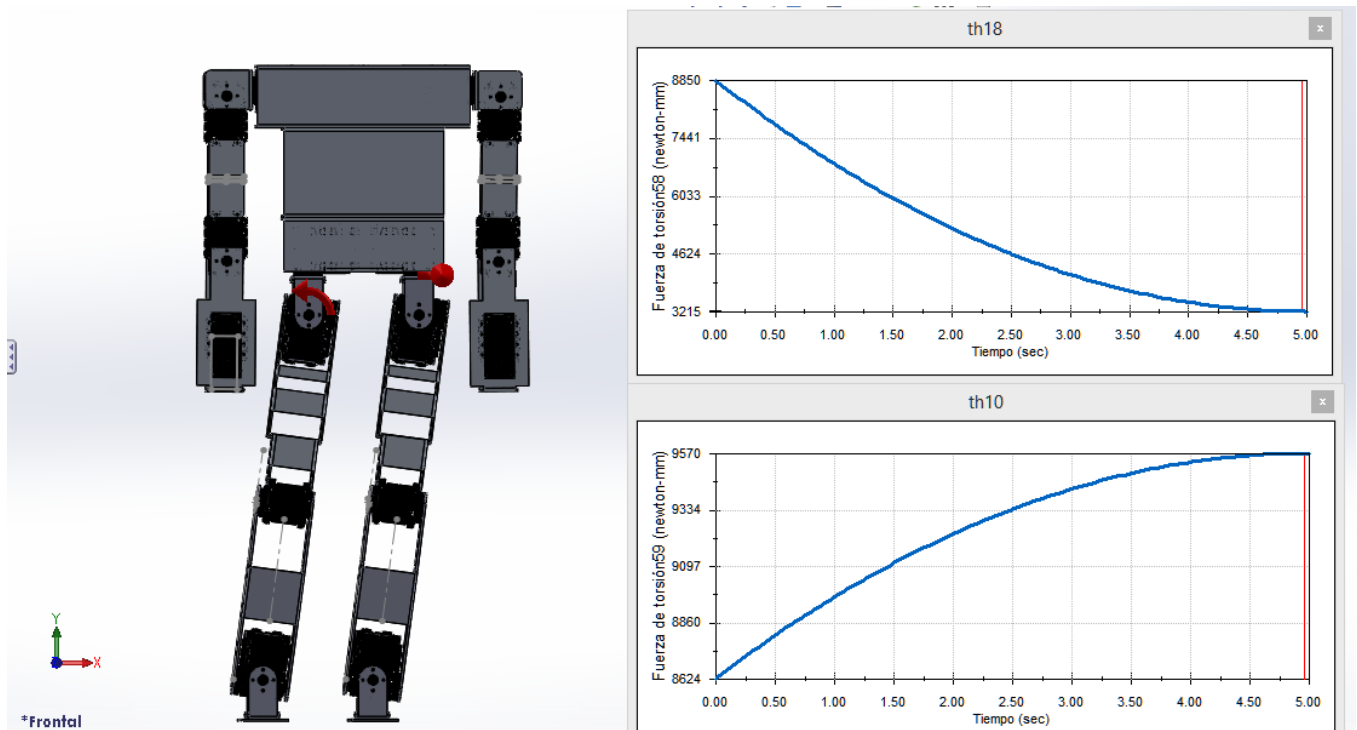 th18
x
Fuerza de torsión58 (newton-mm)
8850
7441
6033
4624
3215
0.00 0.50 1.00 1.50 2.00 2.50 3.00 3.50 4.00 4.50 5.00
Tiempo (sec)
th10
x
Fuerza de torsión59 (newton-mm)
9570
9334
9097
8860
8624
0.00 0.50 1.00 1.50 2.00 2.50 3.00 3.50 4.00 4.50 5.00
Tiempo (sec)
Y
X
*Frontal